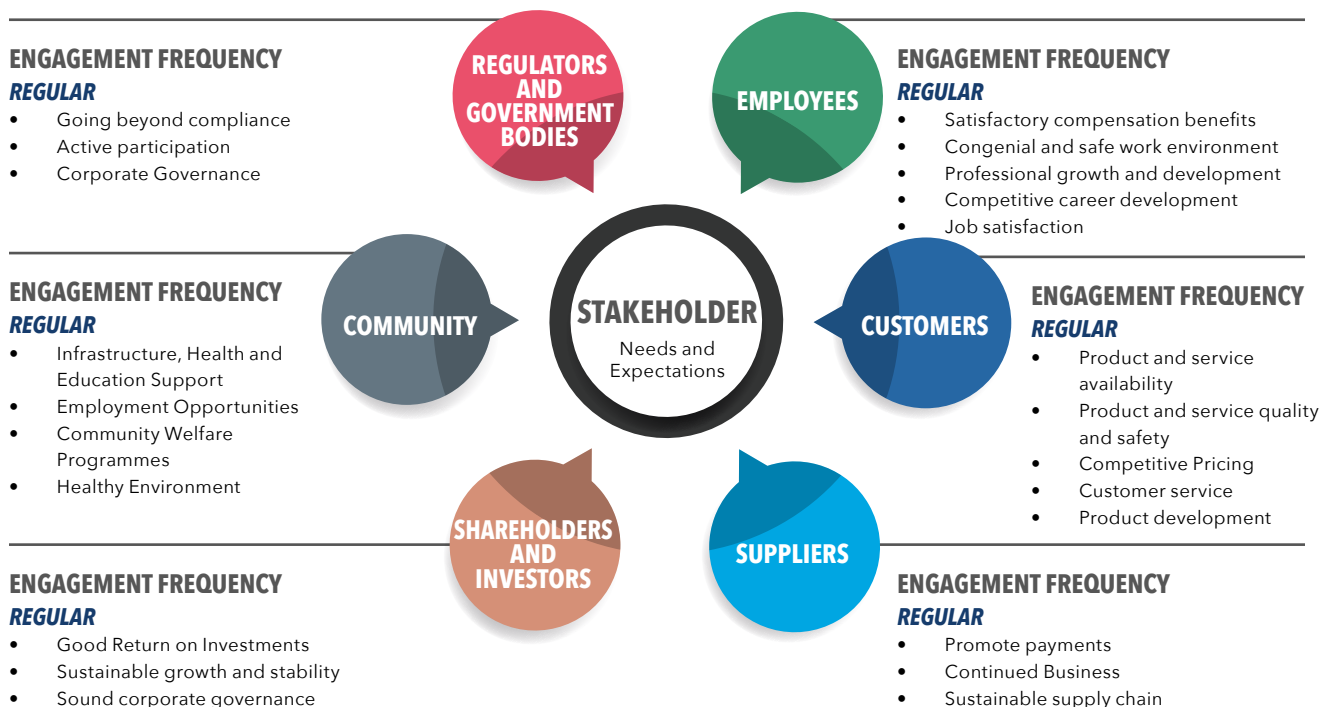 ENGAGEMENT FREQUENCY
REGULAR
• Going beyond compliance
• Active participation
• Corporate Governance
REGULATORS
AND
GOVERNMENT
BODIES
EMPLOYEES
ENGAGEMENT FREQUENCY
REGULAR
• Satisfactory compensation benefits
• Congenial and safe work environment
• Professional growth and development
• Competitive career development
• Job satisfaction
ENGAGEMENT FREQUENCY
REGULAR
• Infrastructure, Health and
Education Support
• Employment Opportunities
• Community Welfare
Programmes
• Healthy Environment
COMMUNITY
STAKEHOLDER
Needs and
Expectations
CUSTOMERS
ENGAGEMENT FREQUENCY
REGULAR
• Product and service
availability
• Product and service quality
and safety
• Competitive Pricing
• Customer service
• Product development
ENGAGEMENT FREQUENCY
REGULAR
• Good Return on Investments
• Sustainable growth and stability
• Sound corporate governance
SHAREHOLDERS
AND
INVESTORS
SUPPLIERS
ENGAGEMENT FREQUENCY
REGULAR
• Promote payments
• Continued Business
• Sustainable supply chain